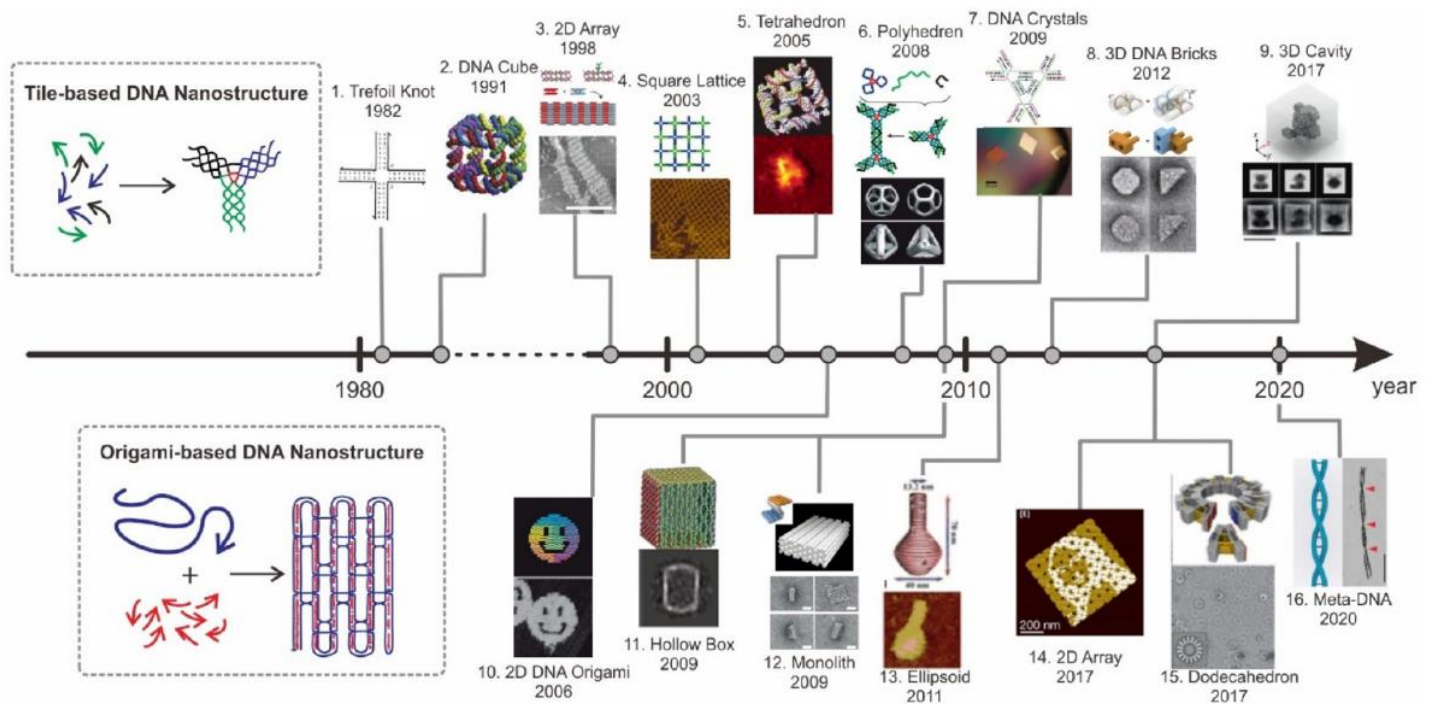 Tile-based DNA Nanostructure
1. Trefoil Knot
1982
2. DNA Cube
1991
3. 2D Array
1998
4. Square Lattice
2003
5. Tetrahedron
2005
6. Polyhedren
2008
7. DNA Crystals
2009
8. 3D DNA Bricks
2012
9. 3D Cavity
2017
1980
2000
2010
2020
year
Origami-based DNA Nanostructure
+
10. 2D DNA Origami
2006
11. Hollow Box
2009
12. Monolith
2009
13. Ellipsoid
2011
200 nm
14. 2D Array
2017
15. Dodecahedron
2017
16. Meta-DNA
2020